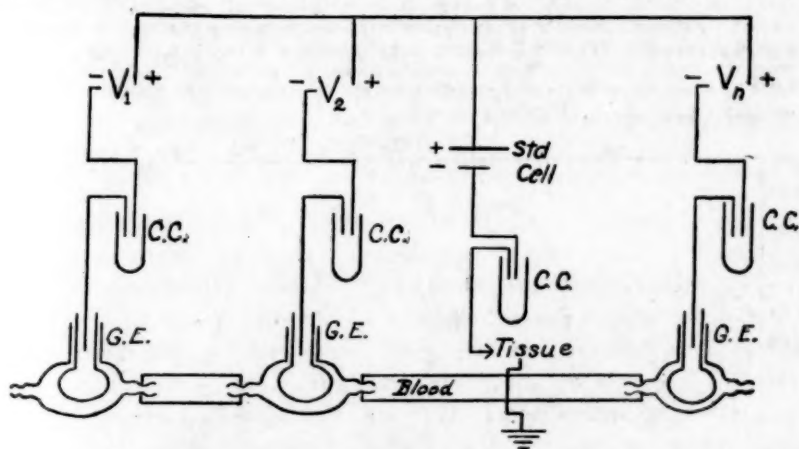 - V1 +
- V2 +
- Vn +
+ Std
- Cell
C.C.
C.C.
C.C.
C.C.
G.E.
G.E.
G.E.
Tissue
Blood